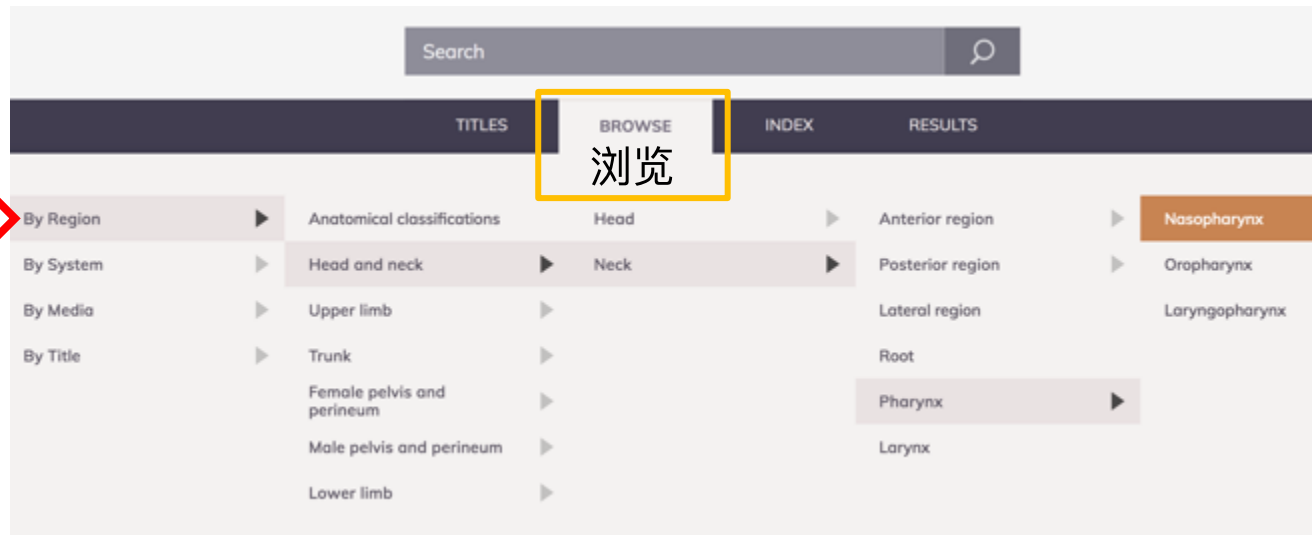 Search
TITLES
BROWSE
INDEX
RESULTS
浏览
By Region
By System
By Media
By Title
Anatomical classifications
Head and neck
Upper limb
Trunk
Female pelvis and
perineum
Male pelvis and perineum
Lower limb
Head
Neck
Anterior region
Posterior region
Lateral region
Root
Pharynx
Larynx
Nasopharynx
Oropharynx
Laryngopharynx